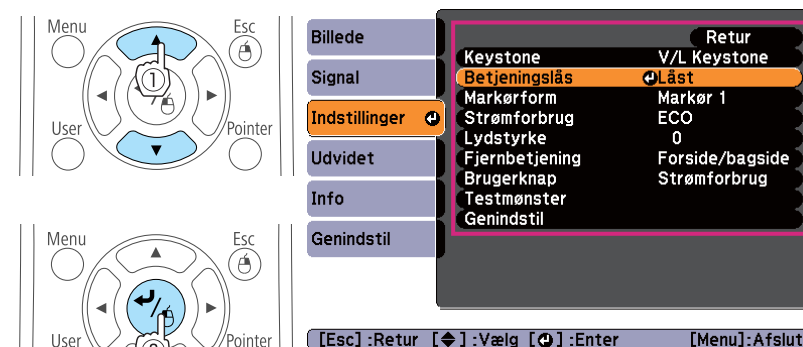 Menu
Esc
①
User
Pointer
Menu
Esc
User
Pointer
Billede
Signal
Indstillinger
Udvidet
Info
Genindstil
Retur
Keystone V/L Keystone
Betjeningslås Låst
Markørform Markør 1
Strømforbrug ECO
Lydstyrke 0
Fjernbetjening Forside/bagside
Brugerknap Strømforbrug
Testmønster
Genindstil
[Esc] :Retur [◆] :Vælg [⏎] :Enter [Menu]:Afslut